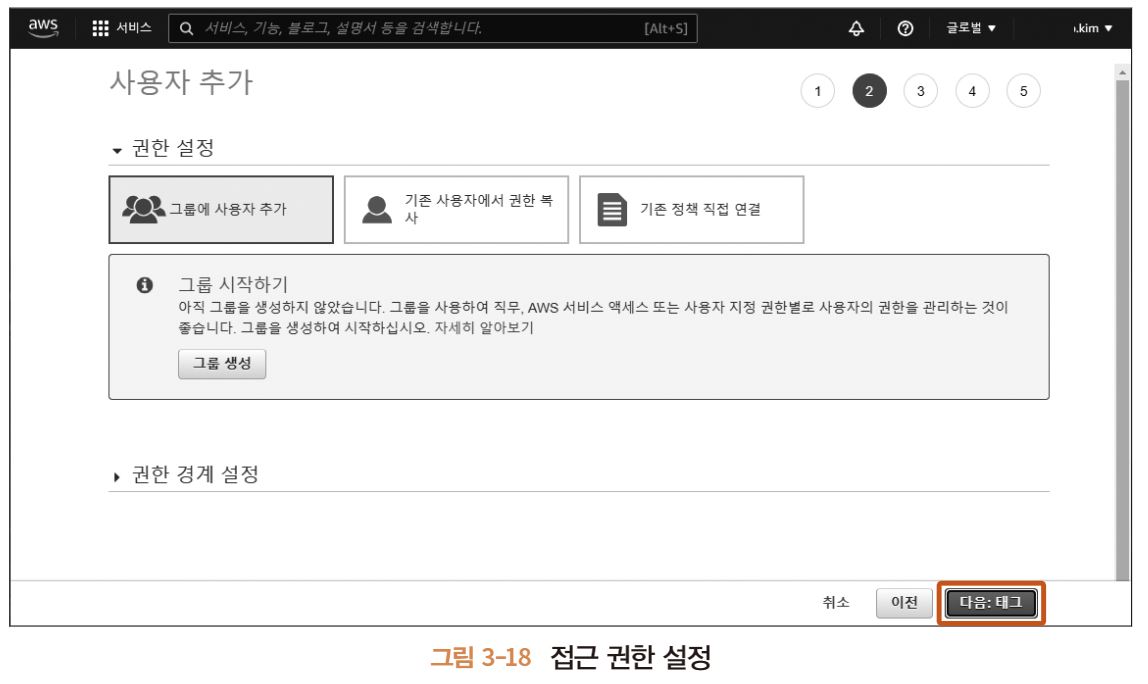 aws 서비스 서비스, 기능, 블로그, 설명서 등을 검색합니다. [Alt+S] 글로벌 ▼ .kim ▼
사용자 추가
1 2 3 4 5
권한 설정
그룹에 사용자 추가
기존 사용자에서 권한 복
사
기존 정책 직접 연결
그룹 시작하기
아직 그룹을 생성하지 않았습니다. 그룹을 사용하여 직무, AWS 서비스 액세스 또는 사용자 지정 권한별로 사용자의 권한을 관리하는 것이
좋습니다. 그룹을 생성하여 시작하십시오. 자세히 알아보기
그룹 생성
권한 경계 설정
취소 이전 다음: 태그
그림 3-18 접근 권한 설정